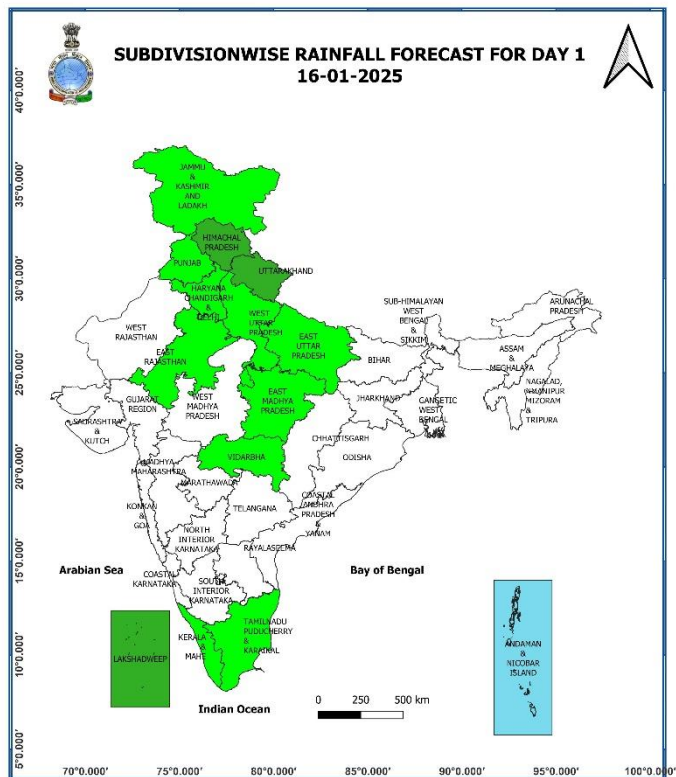 SUBDIVISIONWISE RAINFALL FORECAST FOR DAY 1
16-01-2025
40°0.000'
35°0.000'
30°0.000'
25°0.000'
20°0.000'
15°0.000'
10°0.000'
5°0.000'
JAMMU
&
KASHMIR
AND
LADAKH
HIMACHAL
PRADESH
PUNJAB
UTTARAKHAND
HARYANA
CHANDIGARH
&
DELHI
WEST
UTTAR
PRADESH
EAST
UTTAR
PRADESH
WEST
RAJASTHAN
EAST
RAJASTHAN
SUB-HIMALAYAN
WEST
BENGAL
&
SIKKIM
ARUNACHAL
PRADESH
ASSAM
&
MEGHALAYA
NAGALAD,
MANIPUR
MIZORAM
&
TRIPURA
BIHAR
JHARKHAND
GANGETIC
WEST
BENGAL
GUJARAT
REGION
SAURASHTRA
&
KUTCH
WEST
MADHYA
PRADESH
EAST
MADHYA
PRADESH
CHHATTISGARH
ODISHA
VIDARBHA
MADHYA
MAHARASHTRA
MARATHAWADA
KONKAN
&
GOA
TELANGANA
COASTAL
ANDHRA
PRADESH
&
YANAM
NORTH
INTERIOR
KARNATAKA
RAYALASEEMA
COASTAL
KARNATAKA
SOUTH
INTERIOR
KARNATAKA
Arabian Sea
Bay of Bengal
TAMILNADU
PUDUCHERRY
&
KARAIKAL
KERALA
&
MAHE
LAKSHADWEEP
ANDAMAN
&
NICOBAR
ISLAND
Indian Ocean
0 250 500 km
70°0.000' 75°0.000' 80°0.000' 85°0.000' 90°0.000' 95°0.000' 100°0.000'